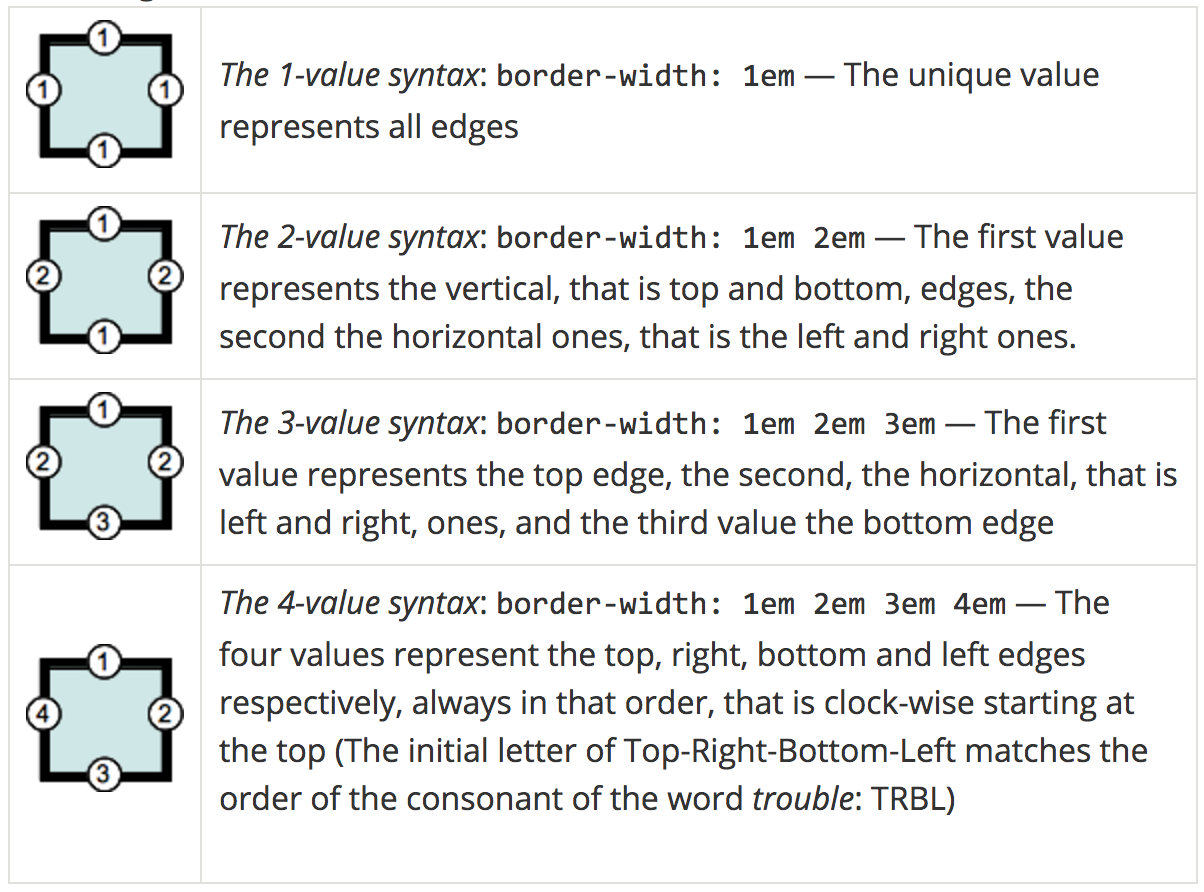 1
1 1
1
The 1-value syntax: border-width: 1em — The unique value
represents all edges
1
2 2
1
The 2-value syntax: border-width: 1em 2em — The first value
represents the vertical, that is top and bottom, edges, the
second the horizontal ones, that is the left and right ones.
1
2 2
3
The 3-value syntax: border-width: 1em 2em 3em — The first
value represents the top edge, the second, the horizontal, that is
left and right, ones, and the third value the bottom edge
1
4 2
3
The 4-value syntax: border-width: 1em 2em 3em 4em — The
four values represent the top, right, bottom and left edges
respectively, always in that order, that is clock-wise starting at
the top (The initial letter of Top-Right-Bottom-Left matches the
order of the consonant of the word trouble: TRBL)